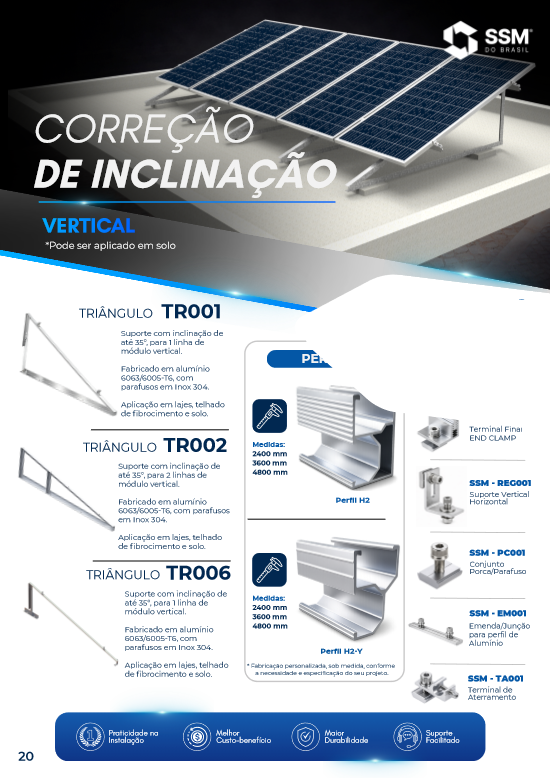 SSM
DO BRASIL
CORREÇÃO
DE INCLINAÇÃO
VERTICAL
*Pode ser aplicado em solo
TRIÂNGULO TR001
Suporte com inclinação de
até 35°, para 1 linha de
módulo vertical.
Fabricado em alumínio
6063/6005-T6, com
parafusos em Inox 304.
Aplicação em lajes, telhado
de fibrocimento e solo.
TRIÂNGULO TR002
Suporte com inclinação de
até 35°, para 2 linhas de
módulo vertical.
Fabricado em alumínio
6063/6005-T6, com parafusos
em Inox 304.
Aplicação em lajes, telhado
de fibrocimento e solo.
TRIÂNGULO TR006
Suporte com inclinação de
até 35°, para 1 linha de
módulo vertical.
Fabricado em alumínio
6063/6005-T6, com
parafusos em Inox 304.
Aplicação em lajes, telhado
de fibrocimento e solo.
Medidas:
2400 mm
3600 mm
4800 mm
Perfil H2
Medidas:
2400 mm
3600 mm
4800 mm
Perfil H2-Y
* Fabricação personalizada, sob medida, conforme
a necessidade e especificação do seu projeto.
Terminal Final
END CLAMP
SSM - REG001
Suporte Vertical
Horizontal
SSM - PC001
Conjunto
Porca/Parafuso
SSM - EM001
Emenda/Junção
para perfil de
Alumínio
SSM - TA001
Terminal de
Aterramento
1
Praticidade na
Instalação
$
Melhor
Custo-benefício
Maior
Durabilidade
Suporte
Facilitado
20